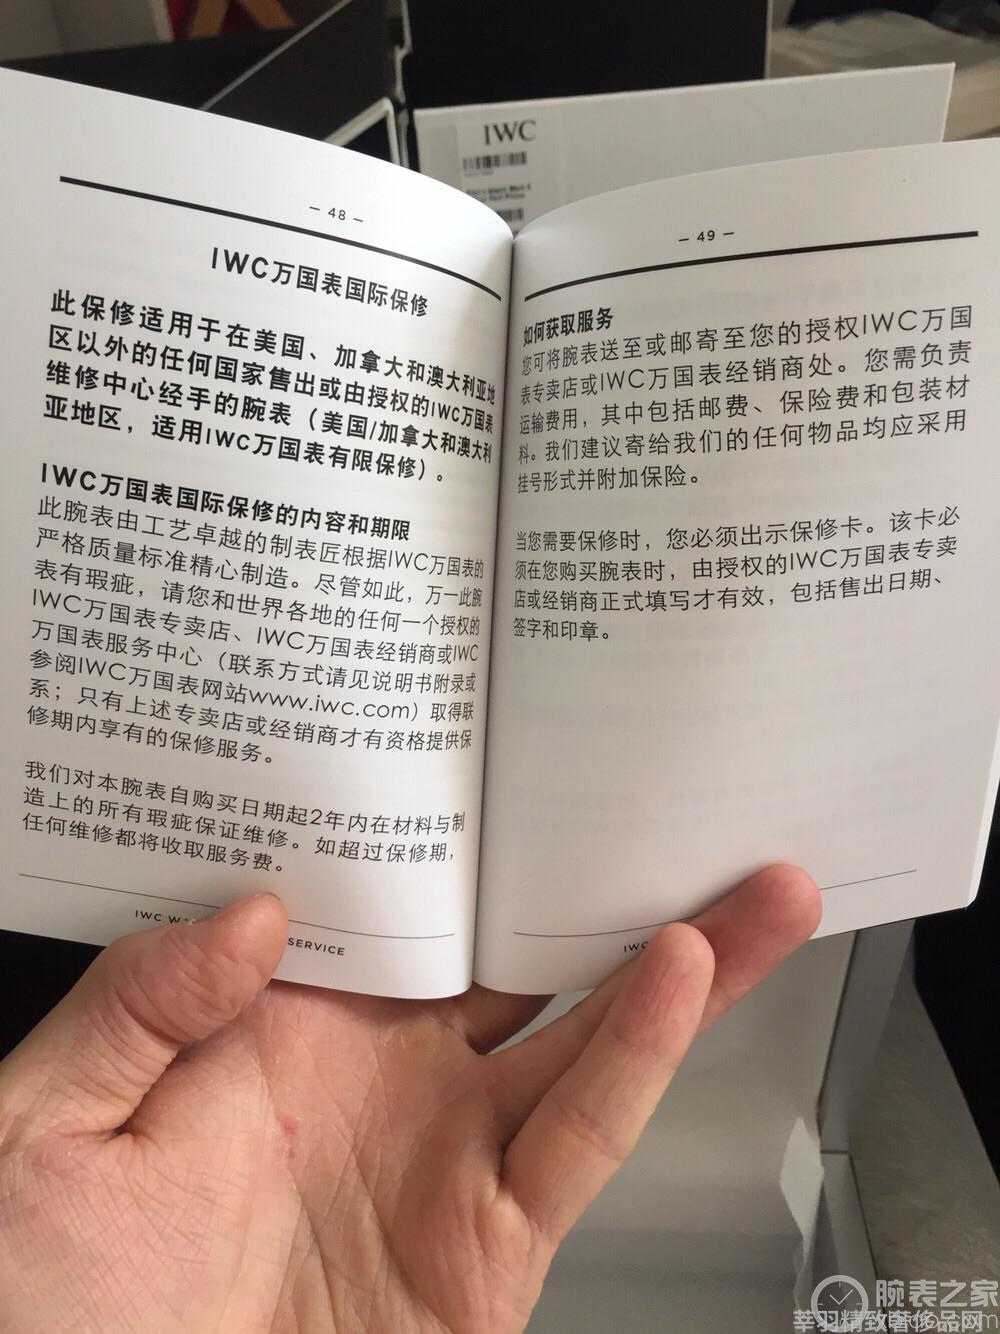 IWC
— 48 —
IWC万国表国际保修
此保修适用于在美国、加拿大和澳大利亚地
区以外的任何国家售出或由授权的IWC万国表
维修中心经手的腕表（美国/加拿大和澳大利
亚地区，适用IWC万国表有限保修）。
IWC万国表国际保修的内容和期限
此腕表由工艺卓越的制表匠根据IWC万国表的
严格质量标准精心制造。尽管如此，万一此腕
表有瑕疵，请您和世界各地的任何一个授权的
IWC万国表专卖店、IWC万国表经销商或IWC
万国表服务中心（联系方式请见说明书附录或
参阅IWC万国表网站www.iwc.com）取得联
系；只有上述专卖店或经销商才有资格提供保
修期内享有的保修服务。
我们对本腕表自购买日期起2年内在材料与制
造上的所有瑕疵保证维修。如超过保修期，
任何维修都将收取服务费。
IWC
SERVICE
— 49 —
如何获取服务
您可将腕表送至或邮寄至您的授权IWC万国
表专卖店或IWC万国表经销商处。您需负责
运输费用，其中包括邮费、保险费和包装材
料。我们建议寄给我们的任何物品均应采用
挂号形式并附加保险。
当您需要保修时，您必须出示保修卡。该卡必
须在您购买腕表时，由授权的IWC万国表专卖
店或经销商正式填写才有效，包括售出日期、
签字和印章。
腕表之家
莘羽精致奢侈品网